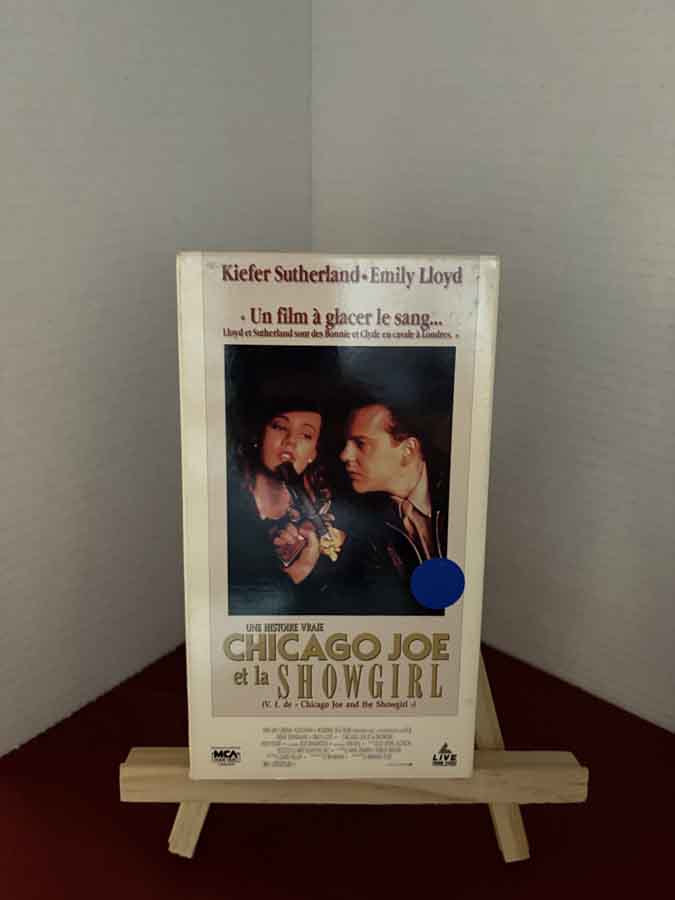 Kiefer Sutherland • Emily Lloyd
« Un film à glacer le sang...
Lloyd et Sutherland sont des Bonnie et Clyde en cavale à Londres. »
UNE HISTOIRE VRAIE
CHICAGO JOE
et la SHOWGIRL
(V. f. de « Chicago Joe and the Showgirl »)
MCA
LIVE